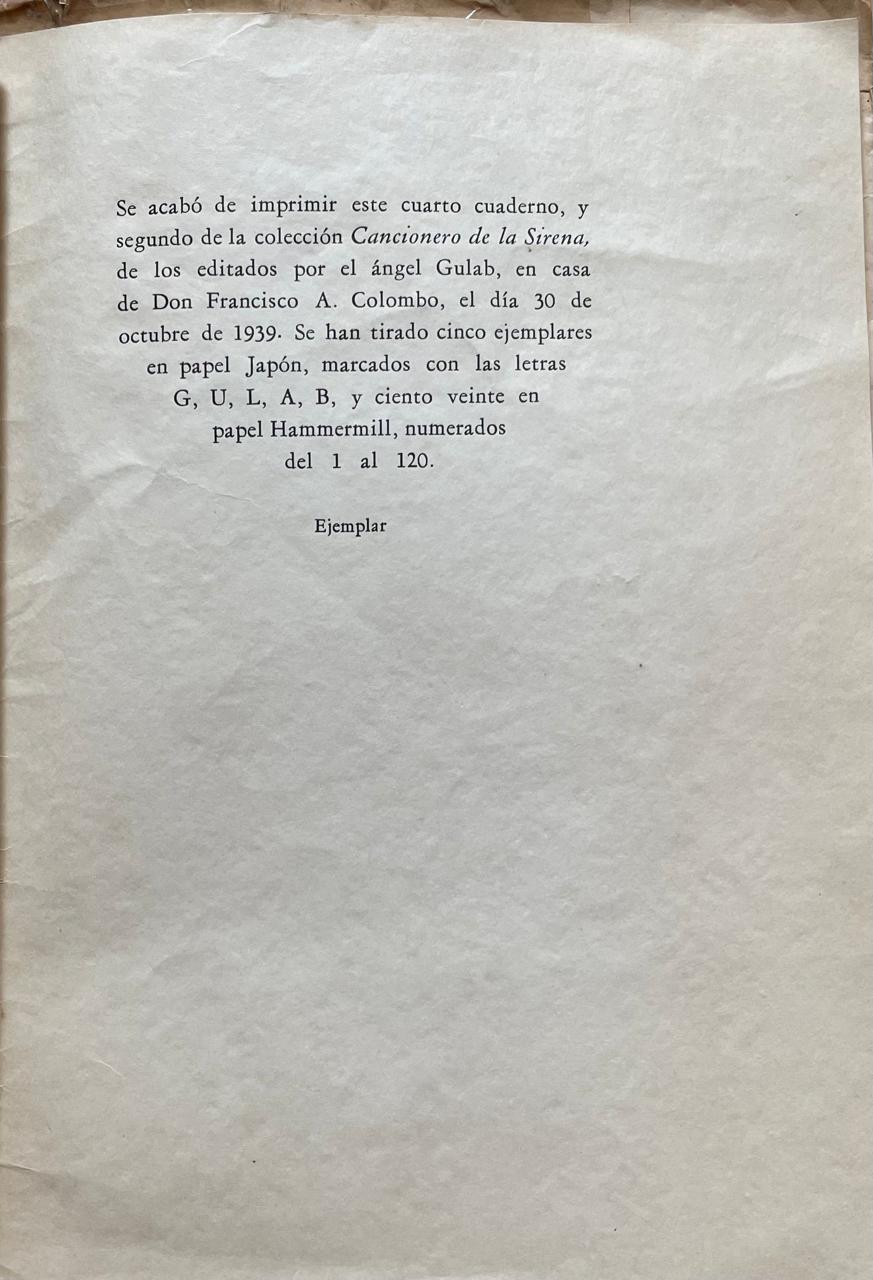 Se acabó de imprimir este cuarto cuaderno, y
segundo de la colección Cancionero de la Sirena,
de los editados por el ángel Gulab, en casa
de Don Francisco A. Colombo, el día 30 de
octubre de 1939. Se han tirado cinco ejemplares
en papel Japón, marcados con las letras
G, U, L, A, B, y ciento veinte en
papel Hammermill, numerados
del 1 al 120.
Ejemplar